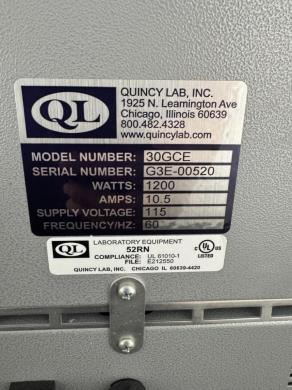 QL
QUINCY LAB, INC.
1925 N. Leamington Ave
Chicago, Illinois 60639
800.482.4328
www.quincylab.com
MODEL NUMBER: 30GCE
SERIAL NUMBER: G3E-00520
WATTS: 1200
AMPS: 10.5
SUPPLY VOLTAGE: 115
FREQUENCY/HZ: 60
QL
LABORATORY EQUIPMENT
52RN
COMPLIANCE: UL 61010-1
FILE: E212550
C UL US
LISTED
QUINCY LAB, INC. CHICAGO IL 60639-4420